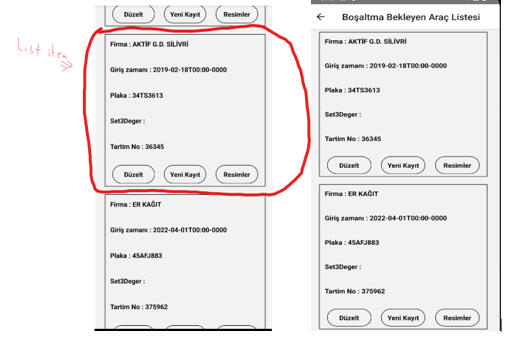 Düzelt Yeni Kayıt Resimler
List item
Firma : AKTİF G.D. SİLİVRİ
Giriş zamanı : 2019-02-18T00:00-0000
Plaka : 34TS3613
Set3Deger :
Tartim No : 36345
Düzelt Yeni Kayıt Resimler
Firma : ER KAĞIT
Giriş zamanı : 2022-04-01T00:00-0000
Plaka : 45AFJ883
Set3Deger :
Tartim No : 375962
Boşaltma Bekleyen Araç Listesi
Firma : AKTİF G.D. SİLİVRİ
Giriş zamanı : 2019-02-18T00:00-0000
Plaka : 34TS3613
Set3Deger :
Tartim No : 36345
Düzelt Yeni Kayıt Resimler
Firma : ER KAĞIT
Giriş zamanı : 2022-04-01T00:00-0000
Plaka : 45AFJ883
Set3Deger :
Tartim No : 375962
Düzelt Yeni Kayıt Resimler